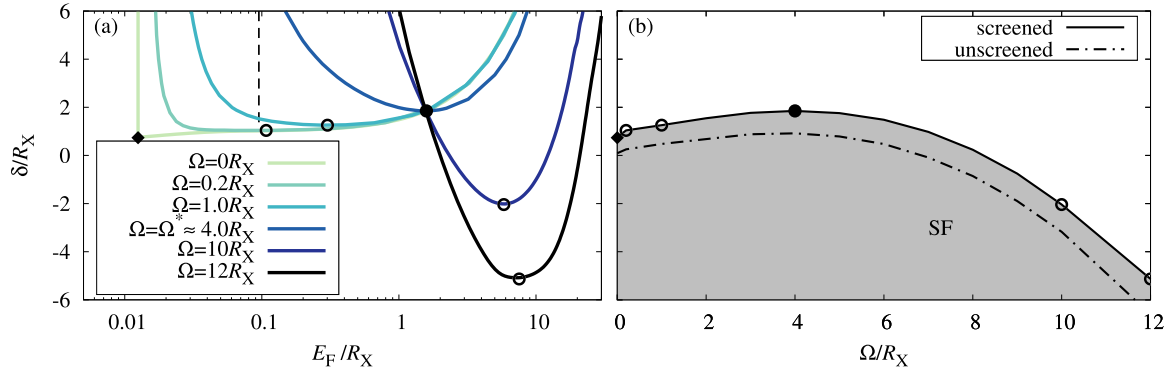 (a)
6
4
2
0
-2
-4
-6
δ/R_X
0.01
0.1
1
10
E_F/R_X
Ω=0R_X
Ω=0.2R_X
Ω=1.0R_X
Ω=Ω*≈4.0R_X
Ω=10R_X
Ω=12R_X
(b)
screened
unscreened
SF
0
2
4
6
8
10
12
Ω/R_X